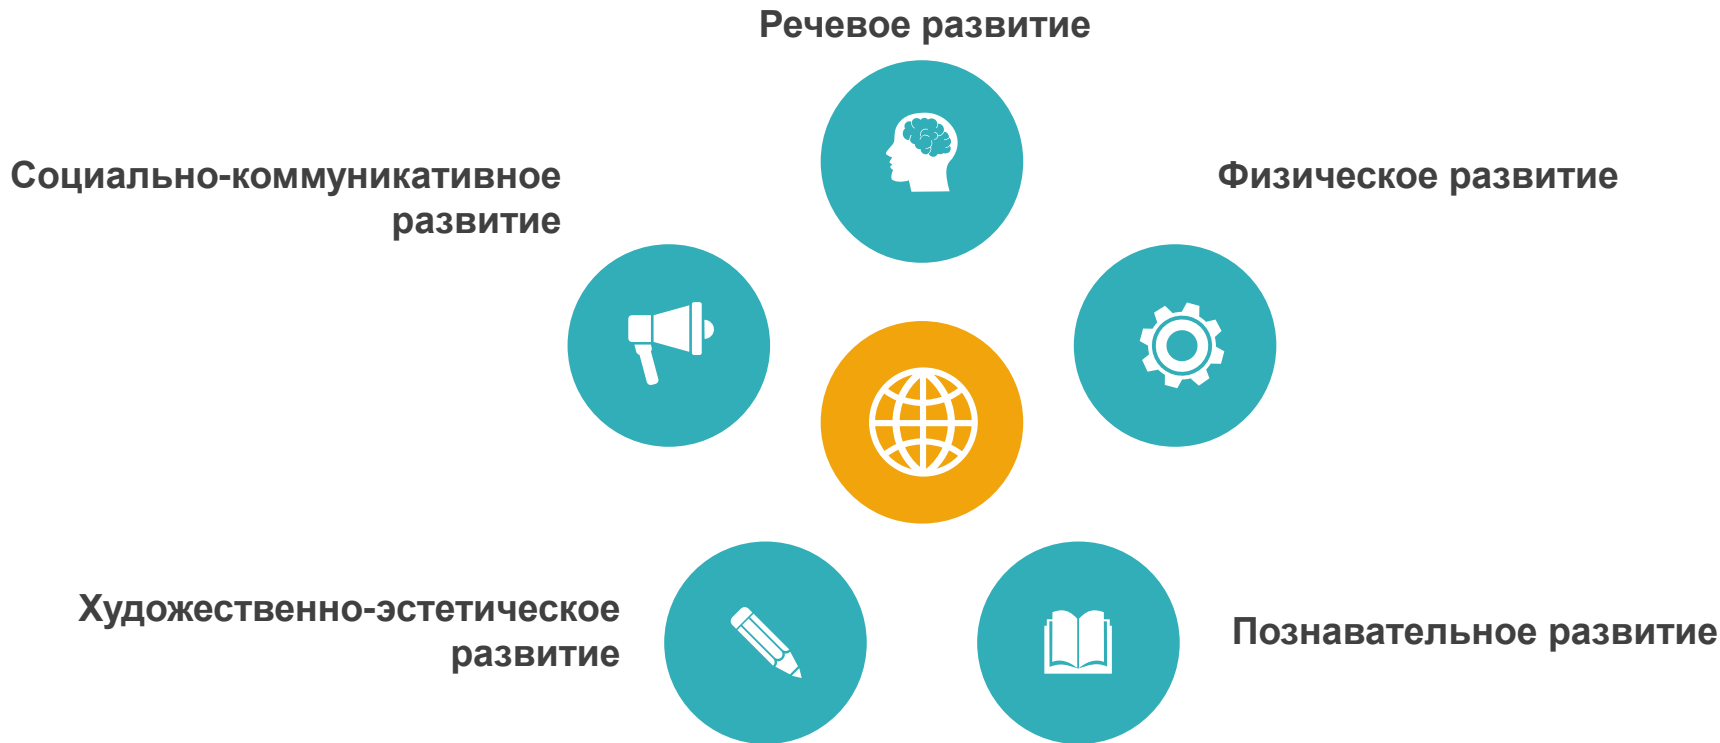 Речевое развитие
Социально-коммуникативное
развитие
Физическое развитие
Художественно-эстетическое
развитие
Познавательное развитие